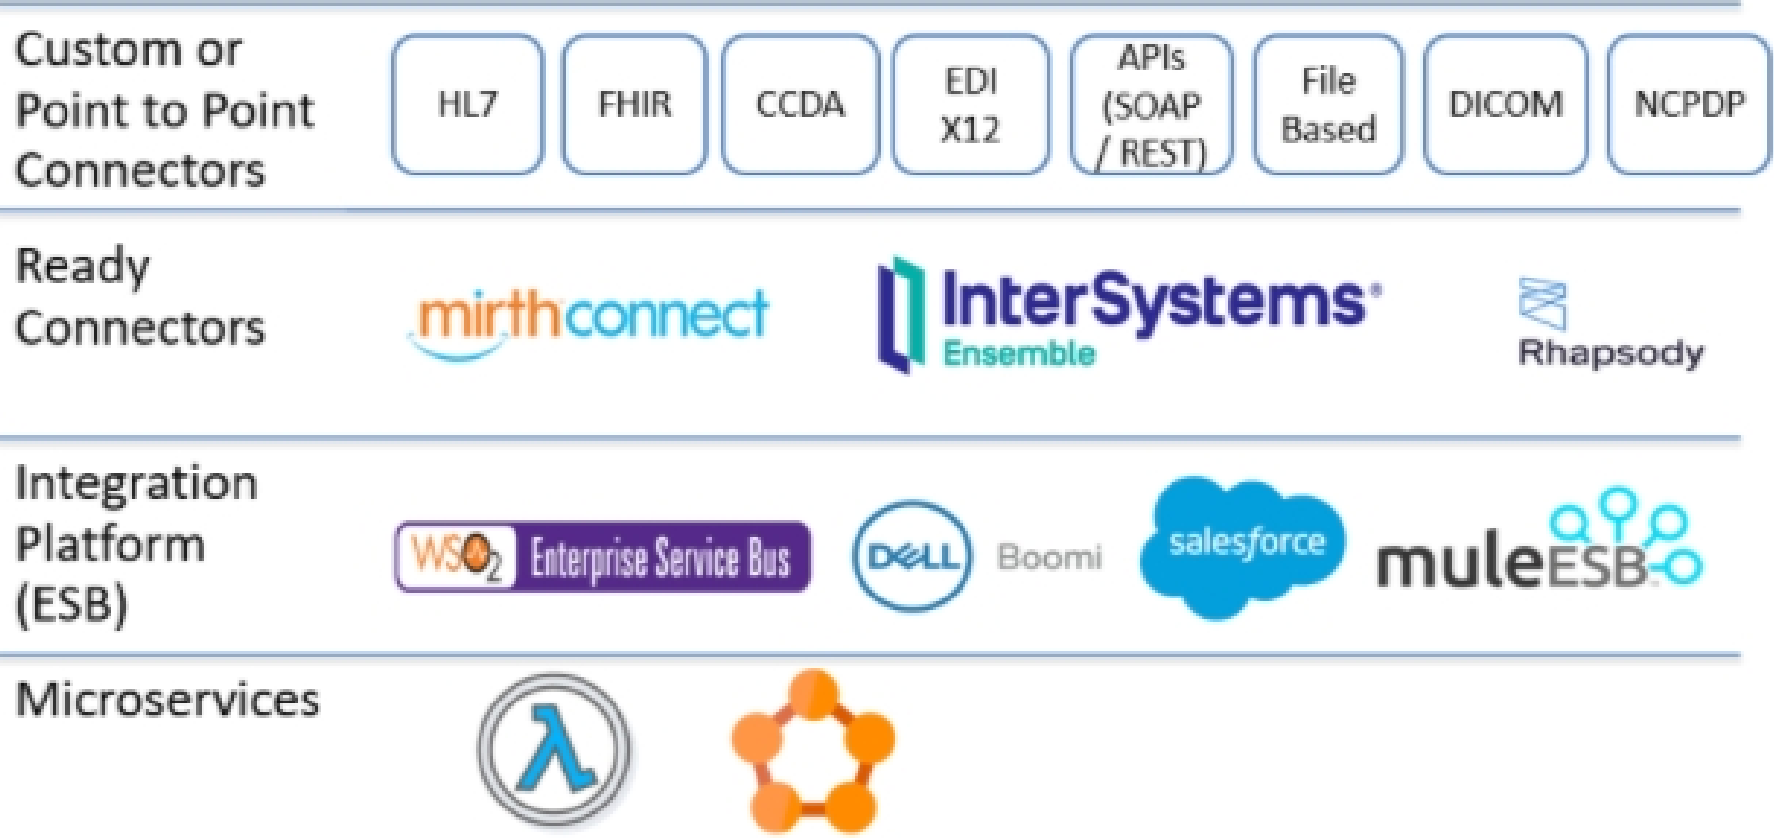 Custom or
Point to Point
Connectors
HL7
FHIR
CCDA
EDI
X12
APIs
(SOAP
/ REST)
File
Based
DICOM
NCPDP
Ready
Connectors
mirthconnect
InterSystems®
Ensemble
Rhapsody
Integration
Platform
(ESB)
WSO2 Enterprise Service Bus
DELL Boomi
salesforce
muleESB
Microservices
λ